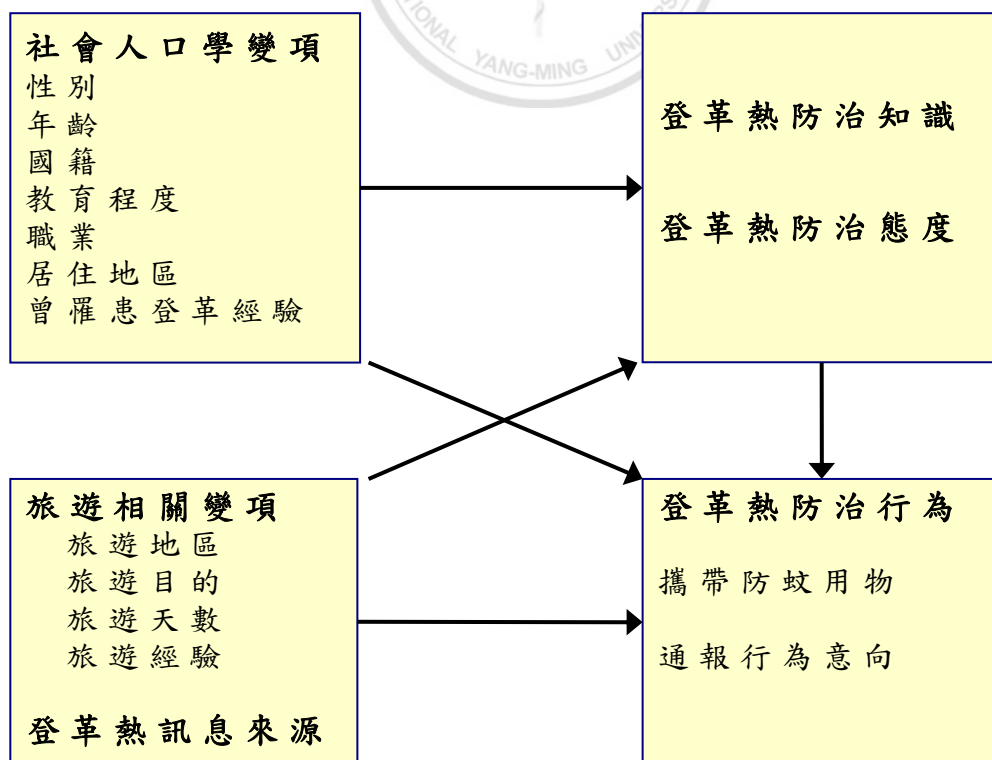 社會人口學變項
性別
年齡
國籍
教育程度
職業
居住地區
曾罹患登革經驗
登革熱防治知識
登革熱防治態度
旅遊相關變項
旅遊地區
旅遊目的
旅遊天數
旅遊經驗
登革熱訊息來源
登革熱防治行為
攜帶防蚊用物
通報行為意向
YANG-MING